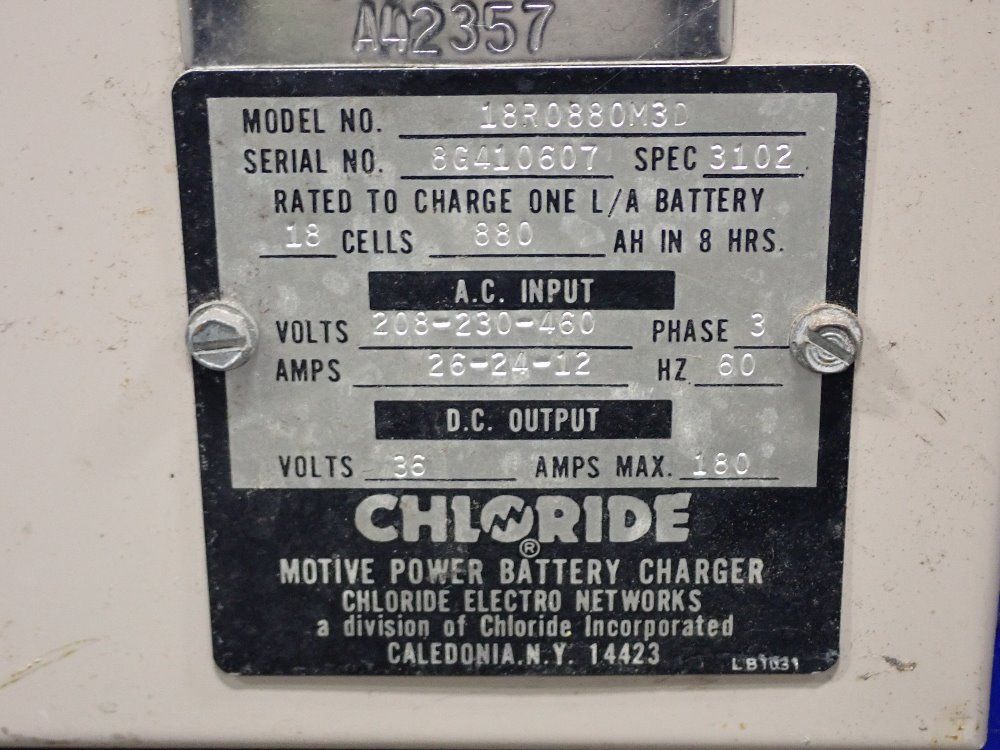 A42357
MODEL NO. 18R0880M3D
SERIAL NO. 8G410607 SPEC 3102
RATED TO CHARGE ONE L/A BATTERY
18 CELLS 880 AH IN 8 HRS.
A.C. INPUT
VOLTS 208-230-460 PHASE 3
AMPS 26-24-12 HZ 60
D.C. OUTPUT
VOLTS 36 AMPS MAX. 180
CHLORIDE
®
MOTIVE POWER BATTERY CHARGER
CHLORIDE ELECTRO NETWORKS
a division of Chloride Incorporated
CALEDONIA, N.Y. 14423
LB1031